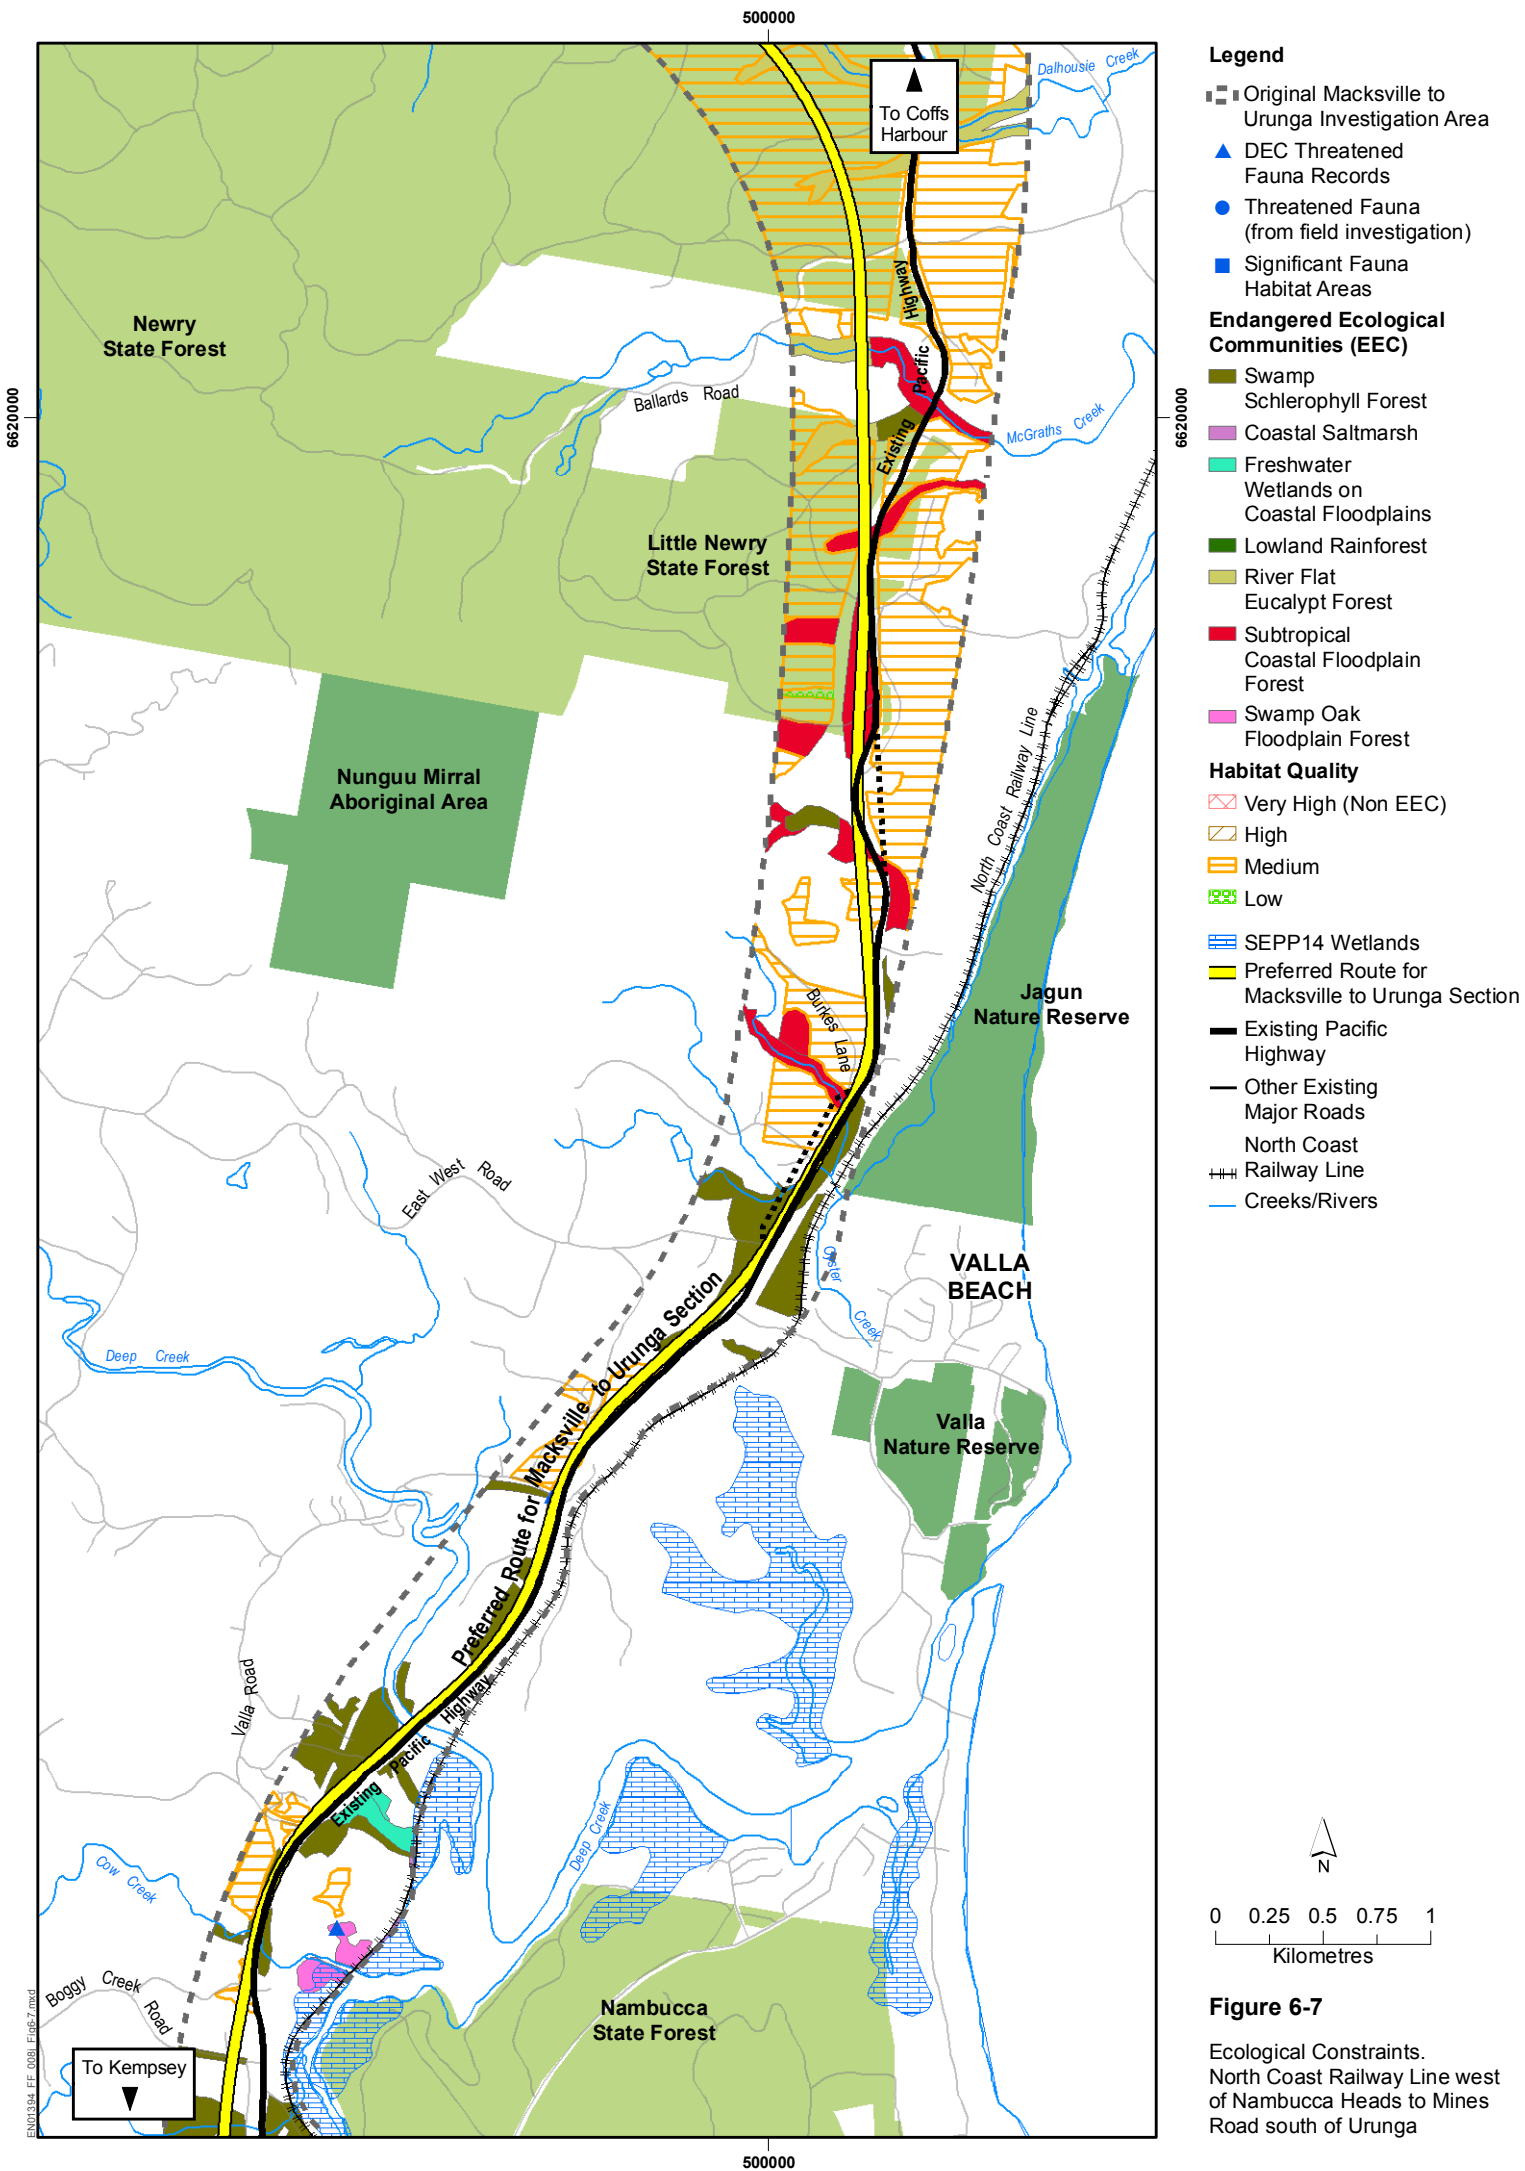 500000
To Coffs
Harbour
Dalhousie Creek
Newry
State Forest
Highway
Pacific
Existing
Ballards Road
McGraths Creek
6620000
6620000
Little Newry
State Forest
Nunguu Mirral
Aboriginal Area
North Coast Railway Line
Jagun
Nature Reserve
Burkes Lane
East West Road
VALLA
BEACH
Oyster
Creek
Deep Creek
Preferred Route for Macksville to Urunga Section
Valla
Nature Reserve
Valla Road
Existing Pacific Highway
Deep Creek
Cow Creek
Boggy Creek Road
Nambucca
State Forest
To Kempsey
500000
EN01394_FF_008i_Fig6-7.mxd
Legend
Original Macksville to
Urunga Investigation Area
DEC Threatened
Fauna Records
Threatened Fauna
(from field investigation)
Significant Fauna
Habitat Areas
Endangered Ecological
Communities (EEC)
Swamp
Schlerophyll Forest
Coastal Saltmarsh
Freshwater
Wetlands on
Coastal Floodplains
Lowland Rainforest
River Flat
Eucalypt Forest
Subtropical
Coastal Floodplain
Forest
Swamp Oak
Floodplain Forest
Habitat Quality
Very High (Non EEC)
High
Medium
Low
SEPP14 Wetlands
Preferred Route for
Macksville to Urunga Section
Existing Pacific
Highway
Other Existing
Major Roads
North Coast
Railway Line
Creeks/Rivers
N
0 0.25 0.5 0.75 1
Kilometres
Figure 6-7
Ecological Constraints.
North Coast Railway Line west
of Nambucca Heads to Mines
Road south of Urunga